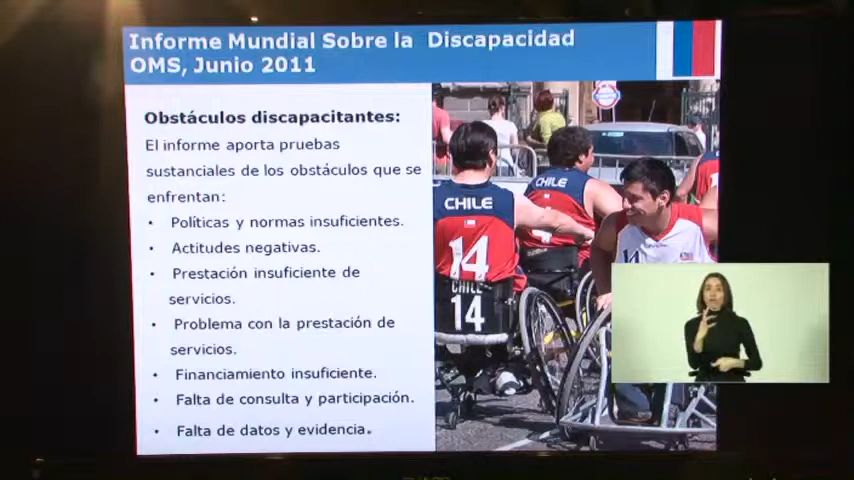 Informe Mundial Sobre la Discapacidad
OMS, Junio 2011
Obstáculos discapacitantes:
El informe aporta pruebas
sustanciales de los obstáculos que se
enfrentan:
• Políticas y normas insuficientes.
• Actitudes negativas.
• Prestación insuficiente de
servicios.
• Problema con la prestación de
servicios.
• Financiamiento insuficiente.
• Falta de consulta y participación.
• Falta de datos y evidencia.
CHILE
14
CHILE
14
CHILE
14